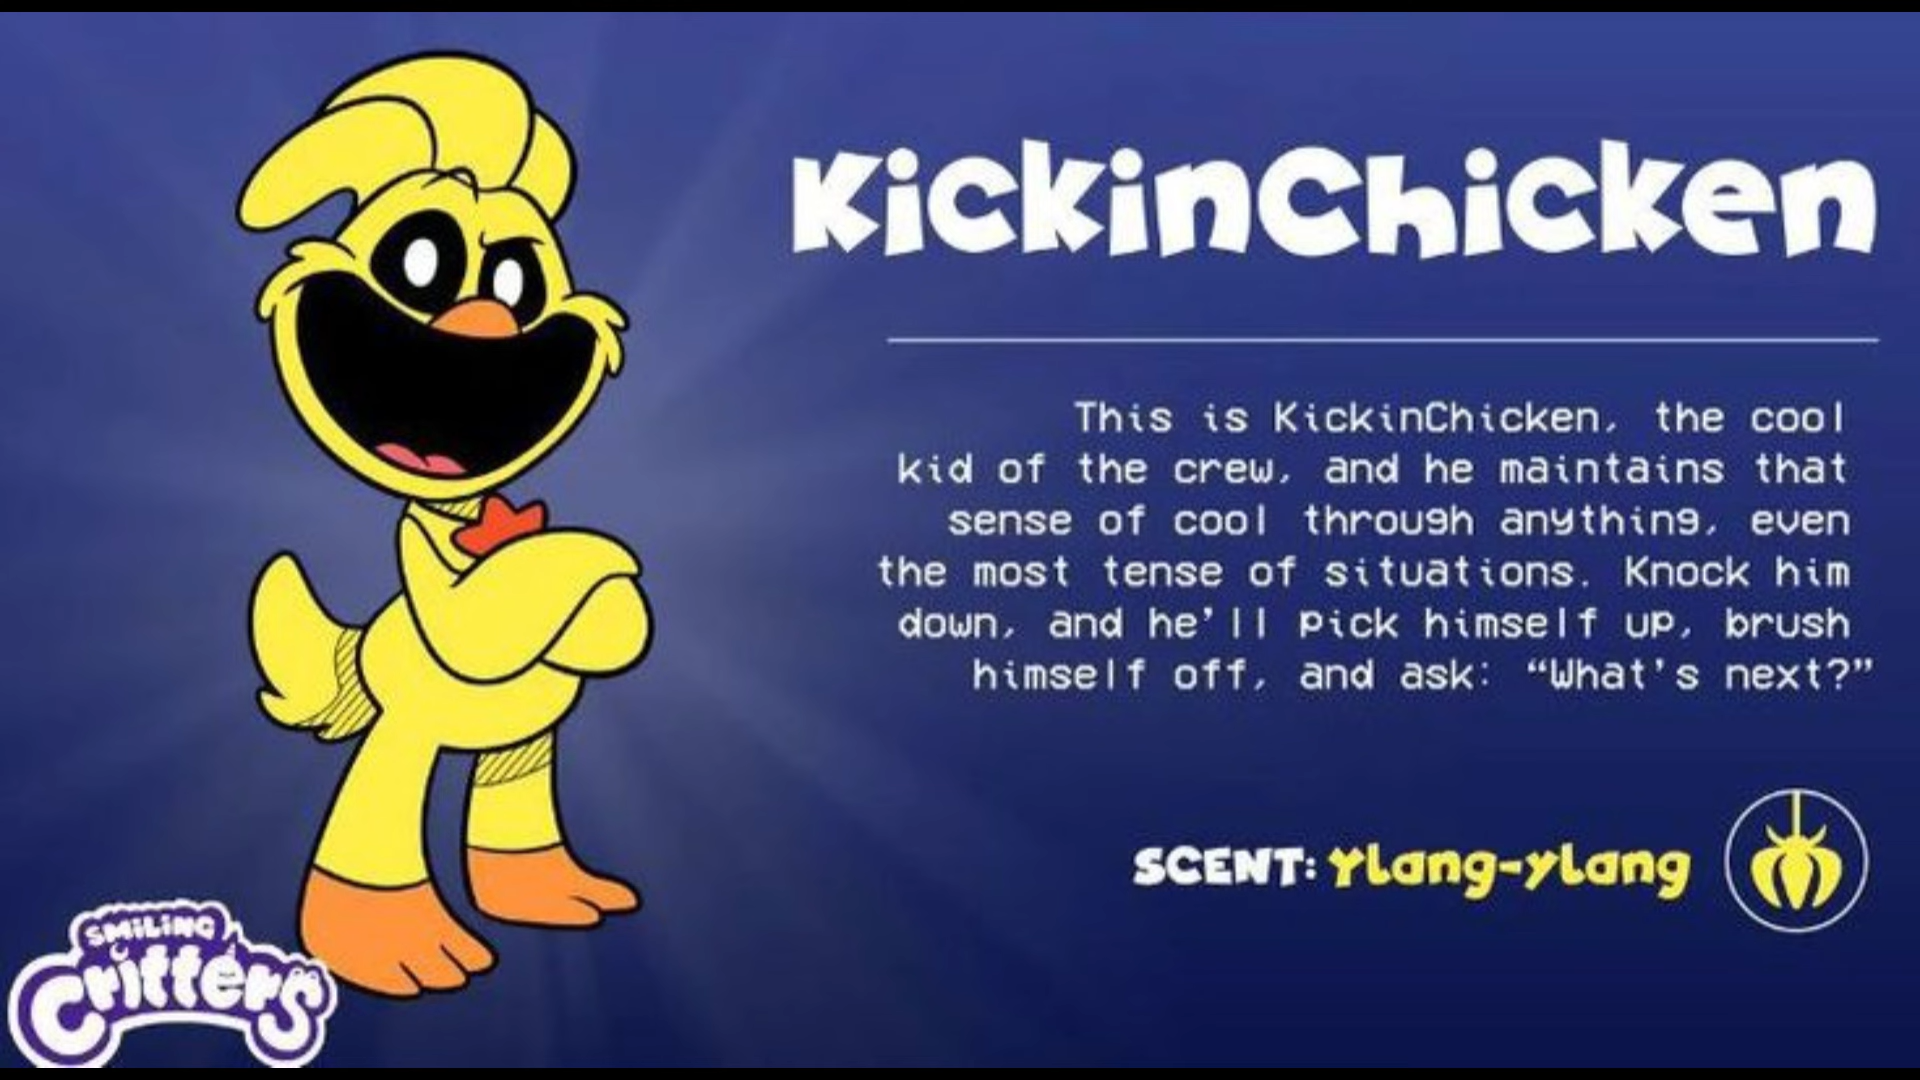 KickinChicken
This is KickinChicken, the cool
kid of the crew, and he maintains that
sense of cool through anything, even
the most tense of situations. Knock him
down, and he'll pick himself up, brush
himself off, and ask: “What's next?”
SCENT: Ylang-ylang
SMiLiNG
Critters